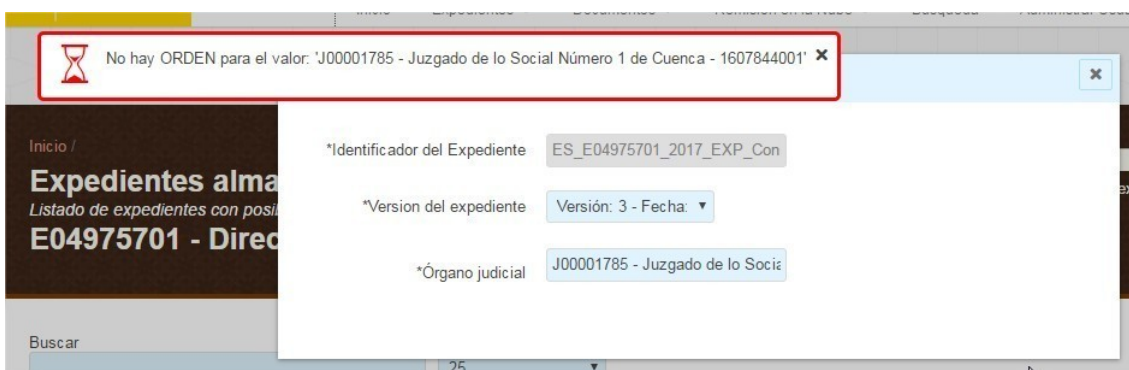 No hay ORDEN para el valor: 'J00001785 - Juzgado de lo Social Número 1 de Cuenca - 1607844001'
Inicio /
Expedientes alma
Listado de expedientes con posil
E04975701 - Direc
*Identificador del Expediente ES_E04975701_2017_EXP_Con
*Version del expediente Versión: 3 - Fecha:
*Órgano judicial J00001785 - Juzgado de lo Socia
Buscar
25